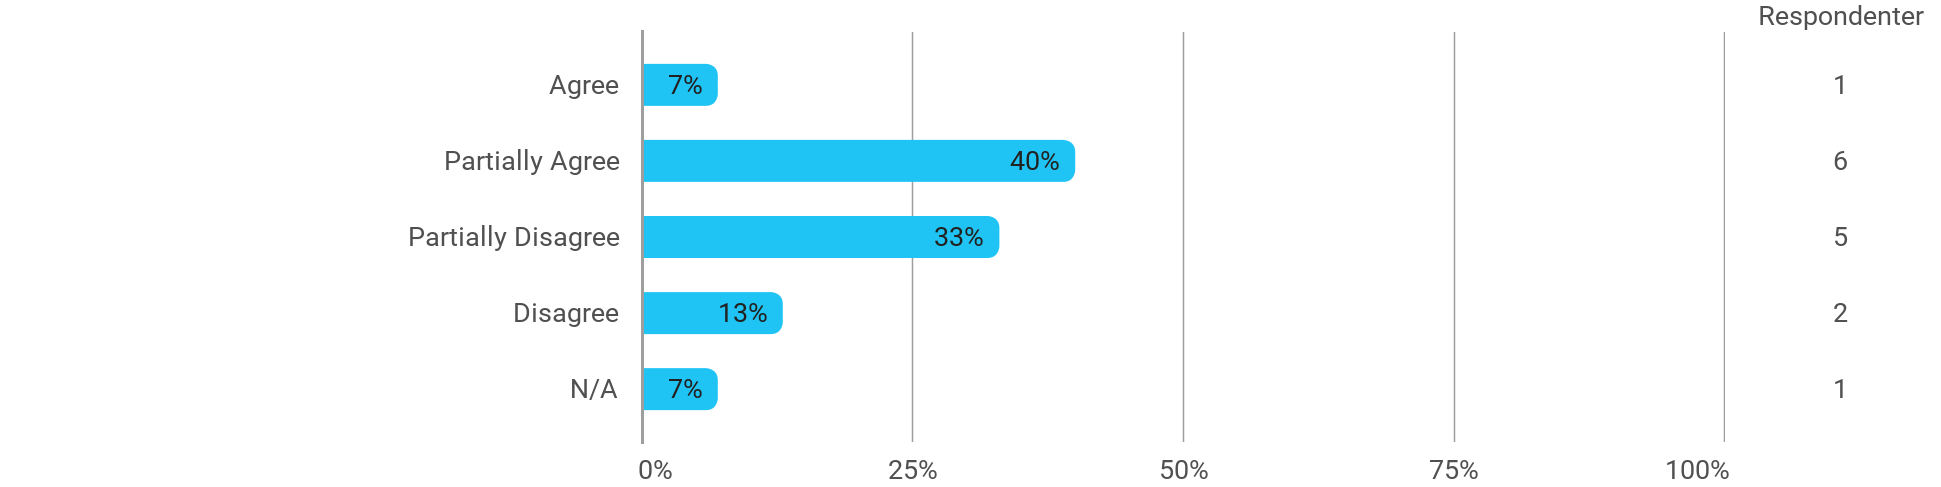 Respondenter
Agree 7% 1
Partially Agree 40% 6
Partially Disagree 33% 5
Disagree 13% 2
N/A 7% 1
0% 25% 50% 75% 100%